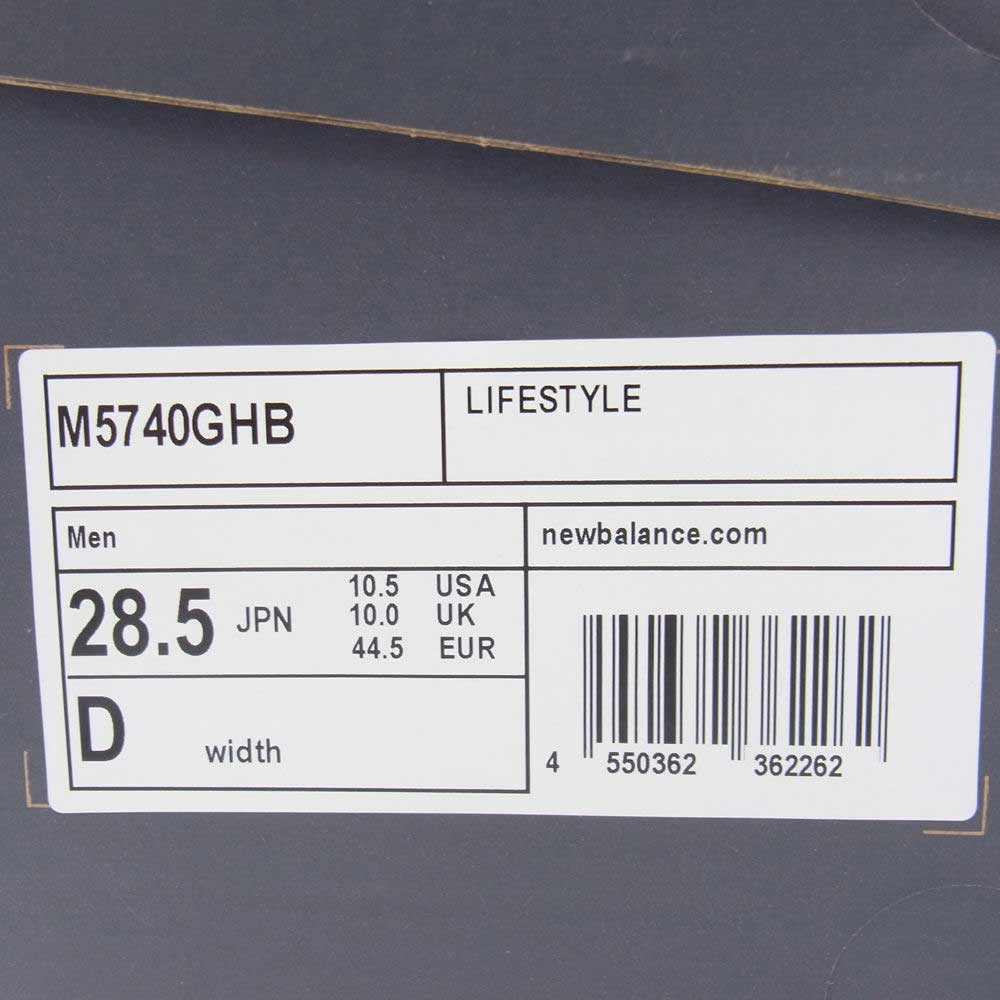 M5740GHB
LIFESTYLE
Men
newbalance.com
28.5 JPN
10.5 USA
10.0 UK
44.5 EUR
D width
4 550362 362262